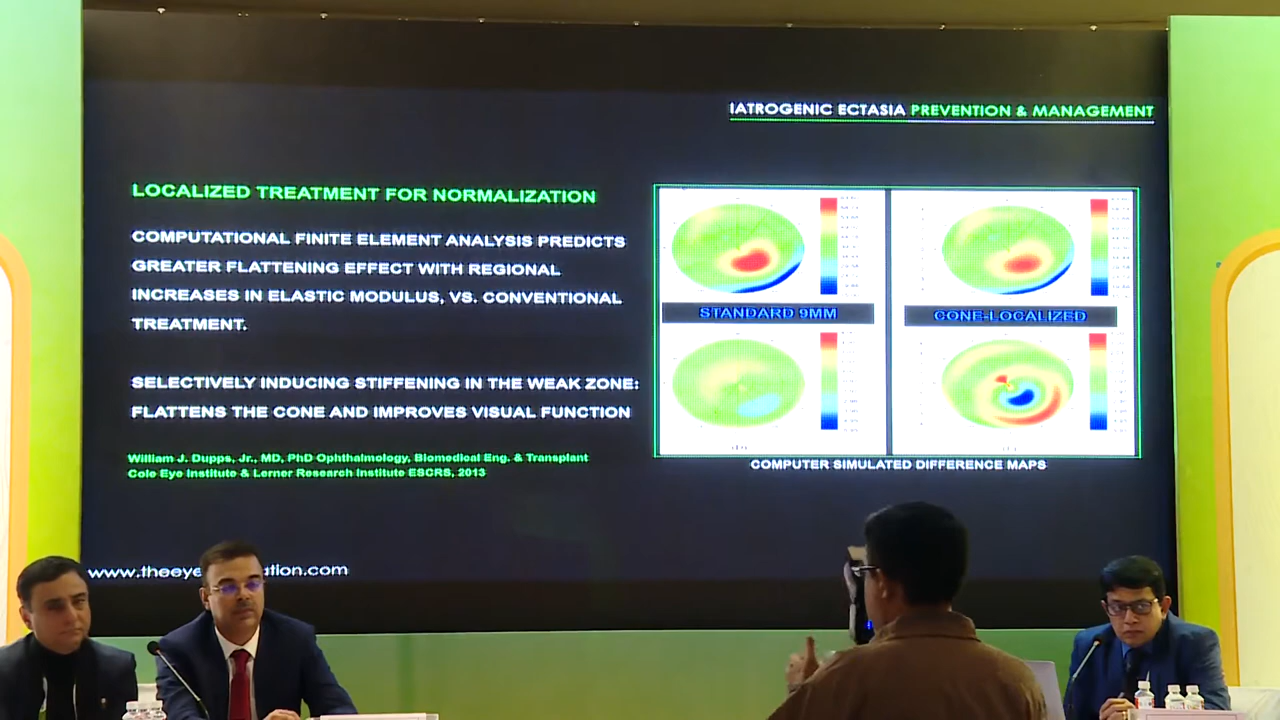 IATROGENIC ECTASIA PREVENTION & MANAGEMENT
LOCALIZED TREATMENT FOR NORMALIZATION
COMPUTATIONAL FINITE ELEMENT ANALYSIS PREDICTS
GREATER FLATTENING EFFECT WITH REGIONAL
INCREASES IN ELASTIC MODULUS, VS. CONVENTIONAL
TREATMENT.
SELECTIVELY INDUCING STIFFENING IN THE WEAK ZONE:
FLATTENS THE CONE AND IMPROVES VISUAL FUNCTION
William J. Dupps, Jr., MD, PhD Ophthalmology, Biomedical Eng. & Transplant
Cole Eye Institute & Lerner Research Institute ESCRS, 2013
STANDARD 9MM
CONE-LOCALIZED
COMPUTER SIMULATED DIFFERENCE MAPS